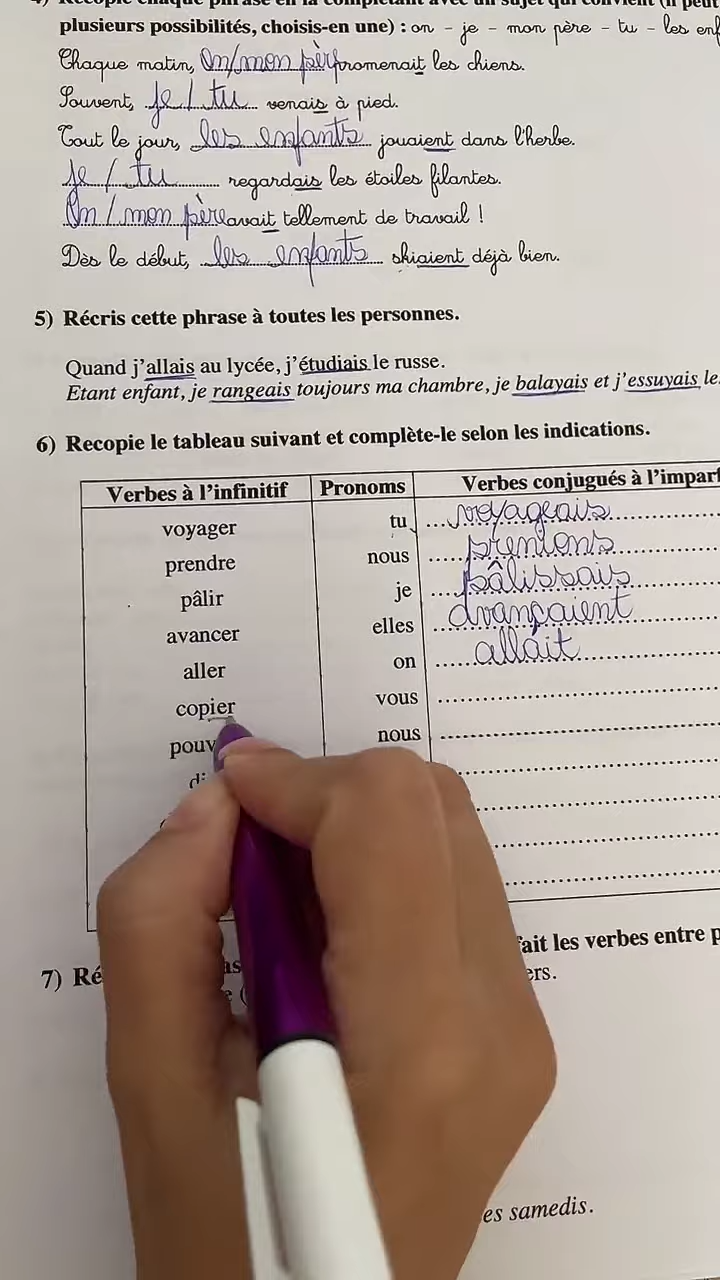 plusieurs possibilités, choisis-en une) : on - je - mon père - tu - les
Chaque matin, On/mon père promenait les chiens.
Souvent, je / tu venais à pied.
Tout le jour, les enfants jouaient dans l'herbe.
je / tu regardais les étoiles filantes.
On / mon père avait tellement de travail !
Dès le début, les enfants skiaient déjà bien.
5) Récris cette phrase à toutes les personnes.
Quand j'allais au lycée, j'étudiais le russe.
Etant enfant, je rangeais toujours ma chambre, je balayais et j'essuyais
6) Recopie le tableau suivant et complète-le selon les indications.
Verbes à l'infinitif Pronoms Verbes conjugués à l'imparf
voyager tu voyageais
prendre nous prenions
pâlir je pâlissais
avancer elles avançaient
aller on allait
copier vous
pouv nous
7) Ré
ait les verbes entre p
ers.
es samedis.